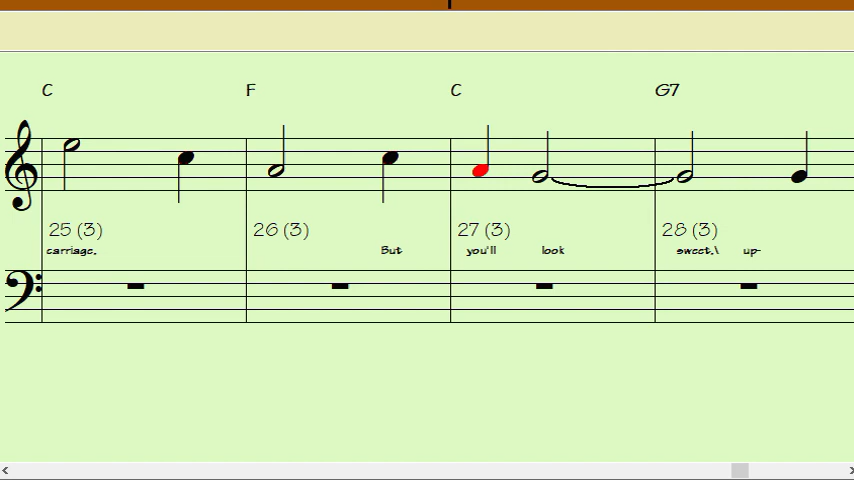 C F C G7
25 (3) 26 (3) 27 (3) 28 (3)
carriage. But you'll look sweet.\ up-